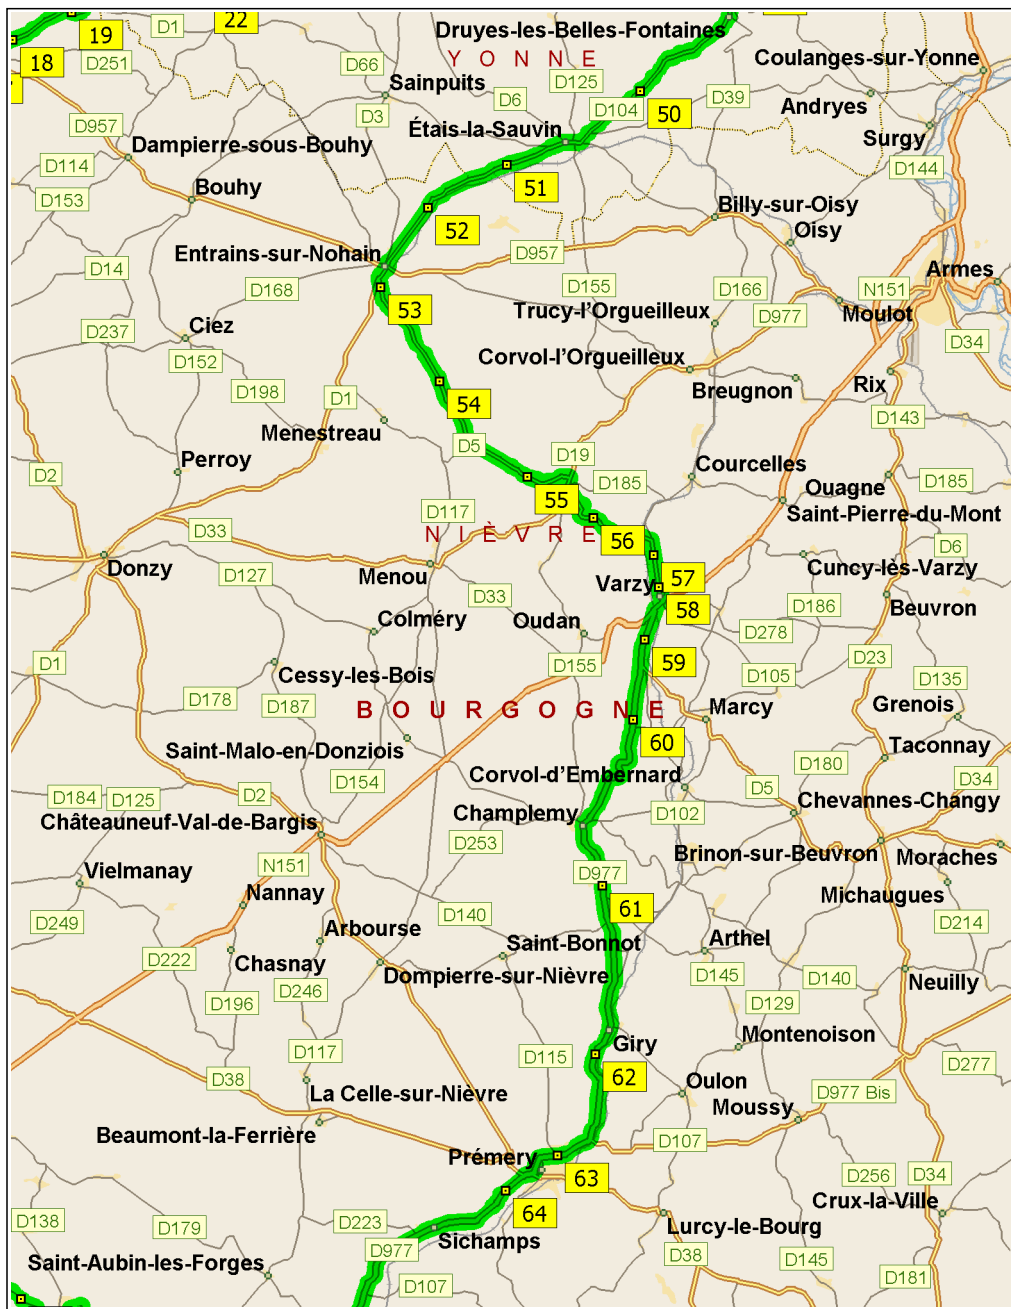 19
D1
22
Druyes-les-Belles-Fontaines
18
D251
D66
Y O N N E
Coulanges-sur-Yonne
Sainpuits
D125
D6
D104
D39
Andryes
50
D3
D957
Étais-la-Sauvin
Surgy
Dampierre-sous-Bouhy
D114
D144
Bouhy
51
D153
Billy-sur-Oisy
52
Oisy
Entrains-sur-Nohain
D957
D14
Armes
D168
D155
D166
N151
53
Trucy-l'Orgueilleux
D977
Moulot
Ciez
D237
D34
D152
Corvol-l'Orgueilleux
Breugnon
Rix
D198
D1
54
D143
Menestreau
D5
D19
Perroy
Courcelles
D2
D185
Ouagne
D185
55
D117
Saint-Pierre-du-Mont
D33
N I È V R E
56
D6
Donzy
D127
Menou
Cuncy-lès-Varzy
57
Varzy
D33
D186
Beuvron
58
Colméry
Oudan
D278
D1
D155
59
D23
Cessy-les-Bois
D105
D135
D178
D187
B O U R G O G N E
Marcy
Grenois
60
Saint-Malo-en-Donziois
Taconnay
D180
Corvol-d'Embernard
D154
D34
D184
D125
D2
D5
Chevannes-Changy
Champlemy
D102
Châteauneuf-Val-de-Bargis
D253
Brinon-sur-Beuvron
Moraches
N151
Vielmanay
D977
Nannay
Michaugues
61
D249
D140
D214
Arbourse
Saint-Bonnot
Arthel
D222
Chasnay
Dompierre-sur-Nièvre
D145
D140
Neuilly
D196
D246
D129
Giry
Montenoison
D117
D115
D277
62
D38
Oulon
La Celle-sur-Nièvre
D977 Bis
Moussy
Beaumont-la-Ferrière
D107
Prémery
63
D256
D34
Crux-la-Ville
64
D138
D179
D223
Sichamps
Lurcy-le-Bourg
D977
D38
D145
Saint-Aubin-les-Forges
D107
D181